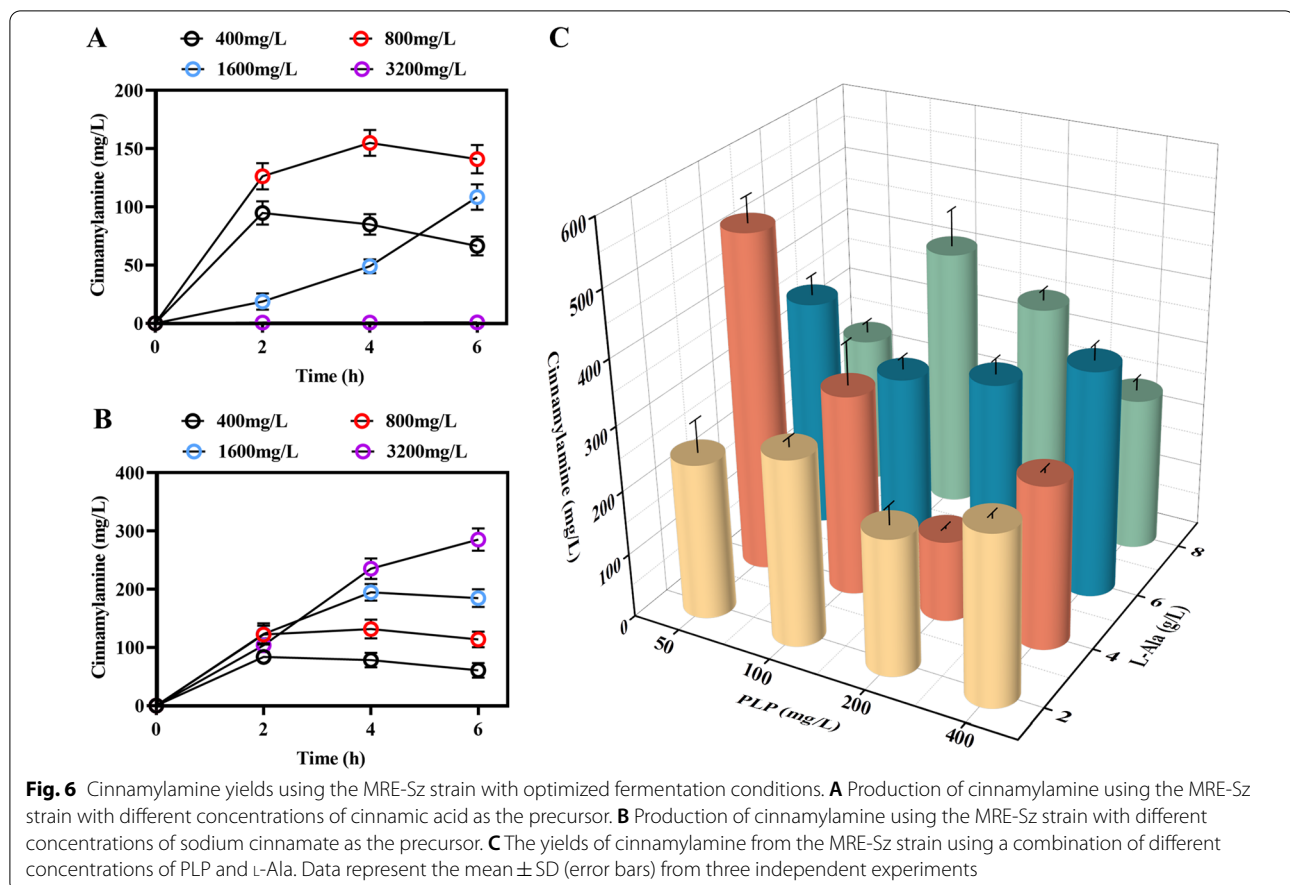 A
400mg/L
800mg/L
1600mg/L
3200mg/L
Cinnamylamine (mg/L)
200
150
100
50
0
0
2
4
6
Time (h)
B
400mg/L
800mg/L
1600mg/L
3200mg/L
Cinnamylamine (mg/L)
400
300
200
100
0
0
2
4
6
Time (h)
C
Cinnamylamine (mg/L)
600
500
400
300
200
100
0
50
100
200
400
PLP (mg/L)
2
4
6
8
L-Ala (g/L)
Fig. 6 Cinnamylamine yields using the MRE-Sz strain with optimized fermentation conditions. A Production of cinnamylamine using the MRE-Sz
strain with different concentrations of cinnamic acid as the precursor. B Production of cinnamylamine using the MRE-Sz strain with different
concentrations of sodium cinnamate as the precursor. C The yields of cinnamylamine from the MRE-Sz strain using a combination of different
concentrations of PLP and L-Ala. Data represent the mean ± SD (error bars) from three independent experiments